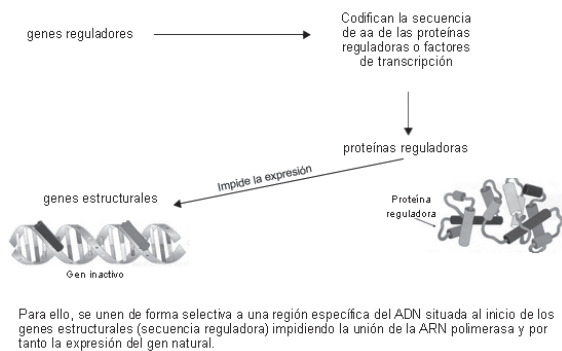 genes reguladores
Codifican la secuencia
de aa de las proteínas
reguladoras o factores
de transcripción
proteínas reguladoras
Impide la expresión
genes estructurales
Proteína
reguladora
Gen inactivo
Para ello, se unen de forma selectiva a una región específica del ADN situada al inicio de los
genes estructurales (secuencia reguladora) impidiendo la unión de la ARN polimerasa y por
tanto la expresión del gen natural.